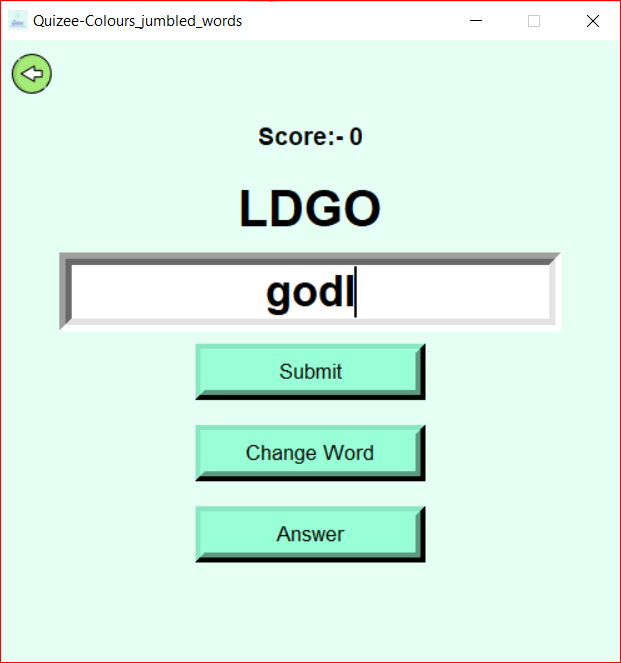 Quizee-Colours_jumbled_words
Score:- 0
LDGO
godl
Submit
Change Word
Answer